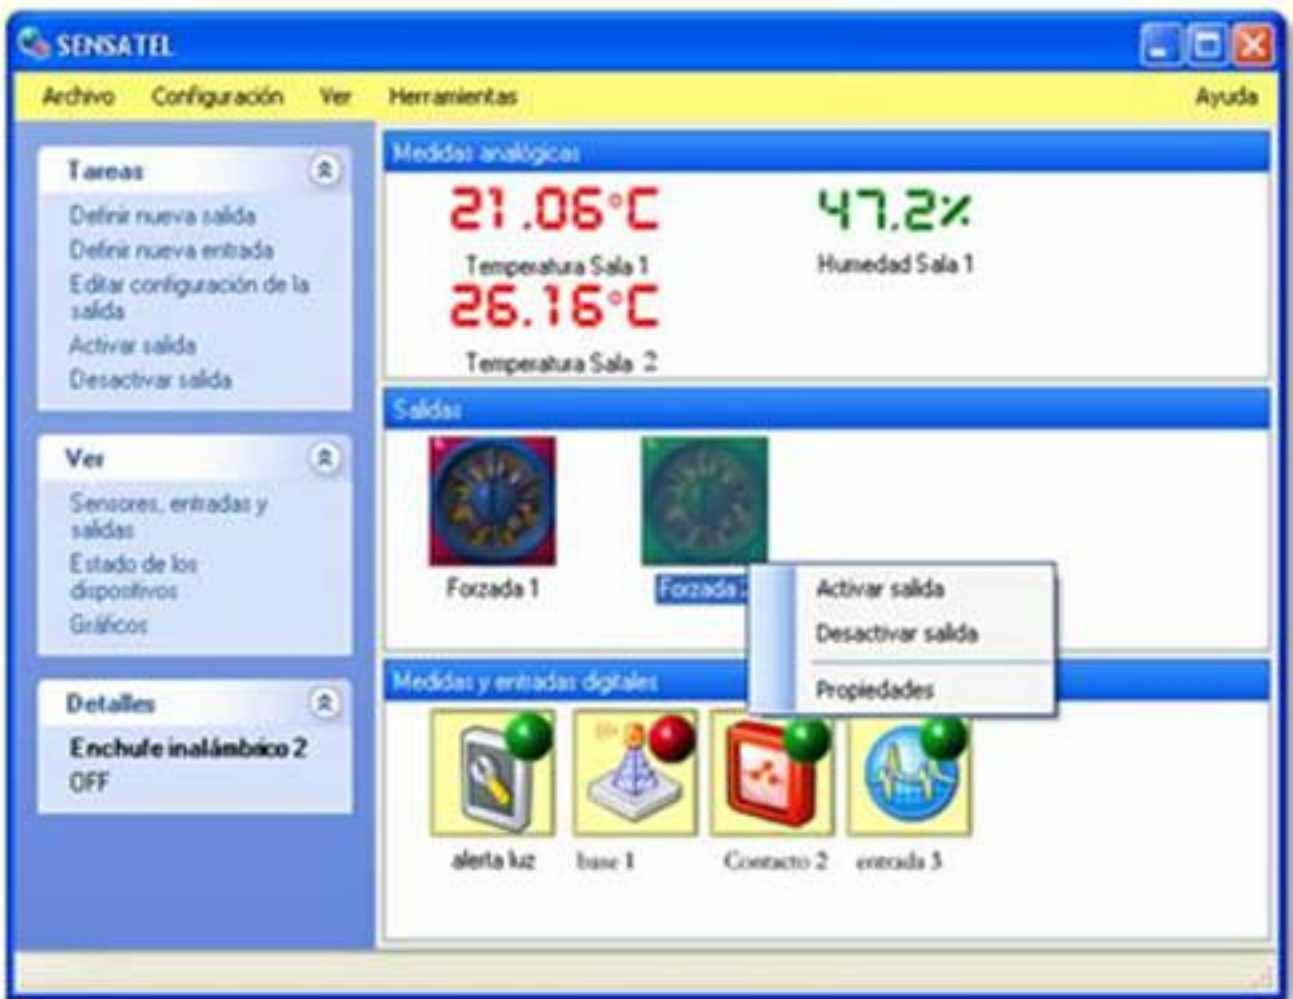 SENSATEL
Archivo Configuración Ver Herramientas Ayuda
Tareas
Definir nueva salida
Definir nueva entrada
Editar configuración de la
salida
Activar salida
Desactivar salida
Ver
Sensores, entradas y
salidas
Estado de los
dispositivos
Gráficos
Detalles
Enchufe inalámbrico 2
OFF
Medidas analógicas
21.06°C 47.2%
Temperatura Sala 1 Humedad Sala 1
26.16°C
Temperatura Sala 2
Salidas
Forzada 1 Forzada 2
Activar salida
Desactivar salida
Propiedades
Medidas y entradas digitales
alerta luz base 1 Contacto 2 entrada 3